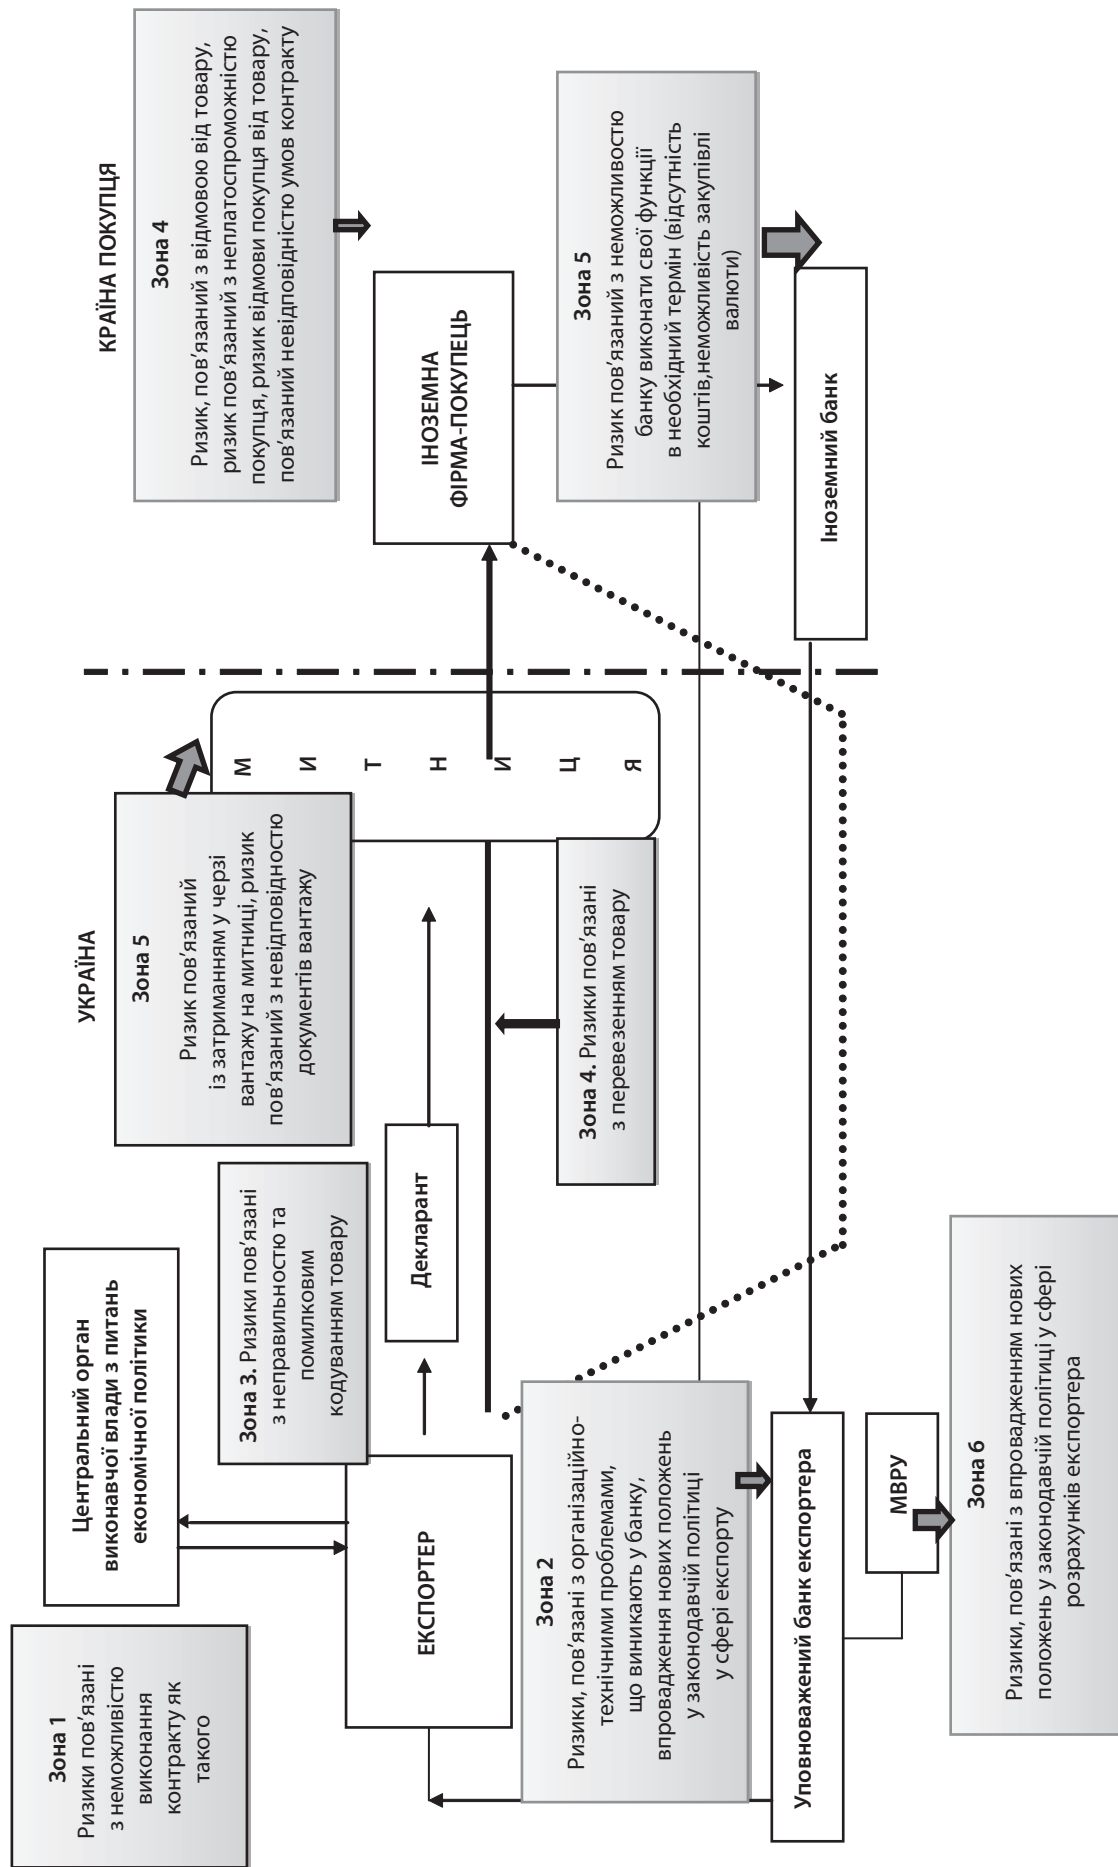 УКРАЇНА
КРАЇНА ПОКУПЦЯ
Зона 1
Ризики пов’язані
з неможливістю
виконання
контракту як
такого
Центральний орган
виконавчої влади з питань
економічної політики
Зона 3. Ризики пов’язані
з неправильностю та
помилковим
кодуванням товару
Зона 5
Ризик пов’язаний
із затриманням у черзі
вантажу на митниці, ризик
пов’язаний з невідповідностю
документів вантажу
Зона 4
Ризик, пов’язаний з відмовою від товару,
ризик пов’язаний з неплатоспроможністю
покупця, ризик відмови покупця від товару,
пов’язаний невідповідністю умов контракту
ЕКСПОРТЕР
Декларант
М
И
Т
Н
И
Ц
Я
ІНОЗЕМНА
ФІРМА-ПОКУПЕЦЬ
Зона 2
Ризики, пов’язані з організаційно-
технічними проблемами,
що виникають у банку,
впровадження нових положень
у законодавчій політиці
у сфері експорту
Зона 4. Ризики пов’язані
з перевезенням товару
Зона 5
Ризик пов’язаний з неможливостю
банку виконати свої функції
в необхідний термін (відсутність
коштів,неможливість закупівлі
валюти)
Уповноважений банк експортера
Іноземний банк
МВРУ
Зона 6
Ризики, пов’язані з впровадженням нових
положень у законодавчій політиці у сфері
розрахунків експортера